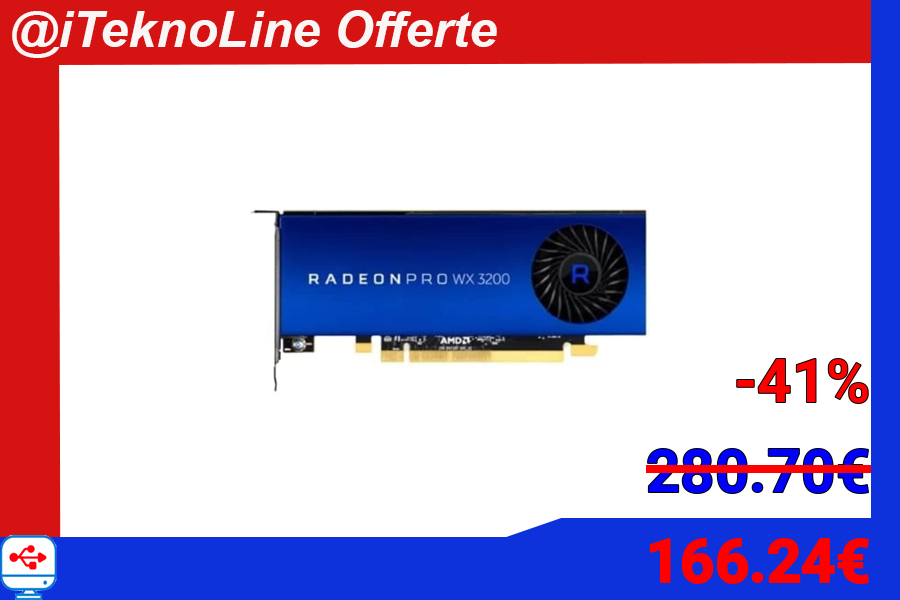 @iTeknoLine Offerte
RADEON PRO WX 3200
R
AMD
-41%
280.70€
166.24€